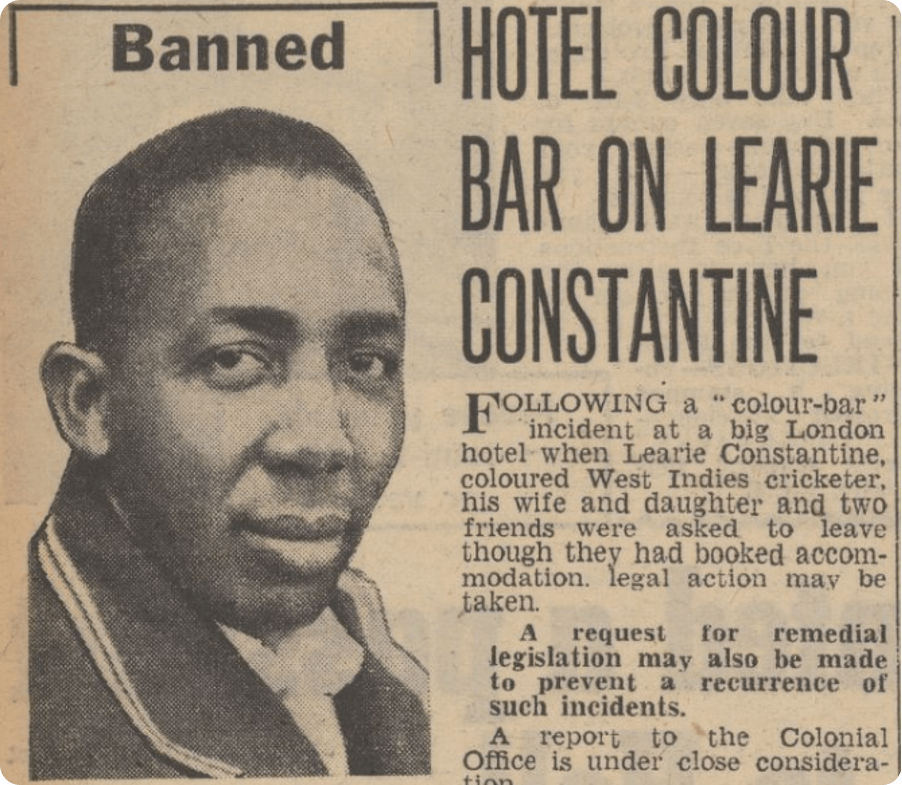 Banned
HOTEL COLOUR
BAR ON LEARIE
CONSTANTINE
FOLLOWING a "colour-bar"
incident at a big London
hotel when Learie Constantine,
coloured West Indies cricketer,
his wife and daughter and two
friends were asked to leave
though they had booked accom-
modation. legal action may be
taken.
A request for remedial
legislation may also be made
to prevent a recurrence of
such incidents.
A report to the Colonial
Office is under close considera-
tion